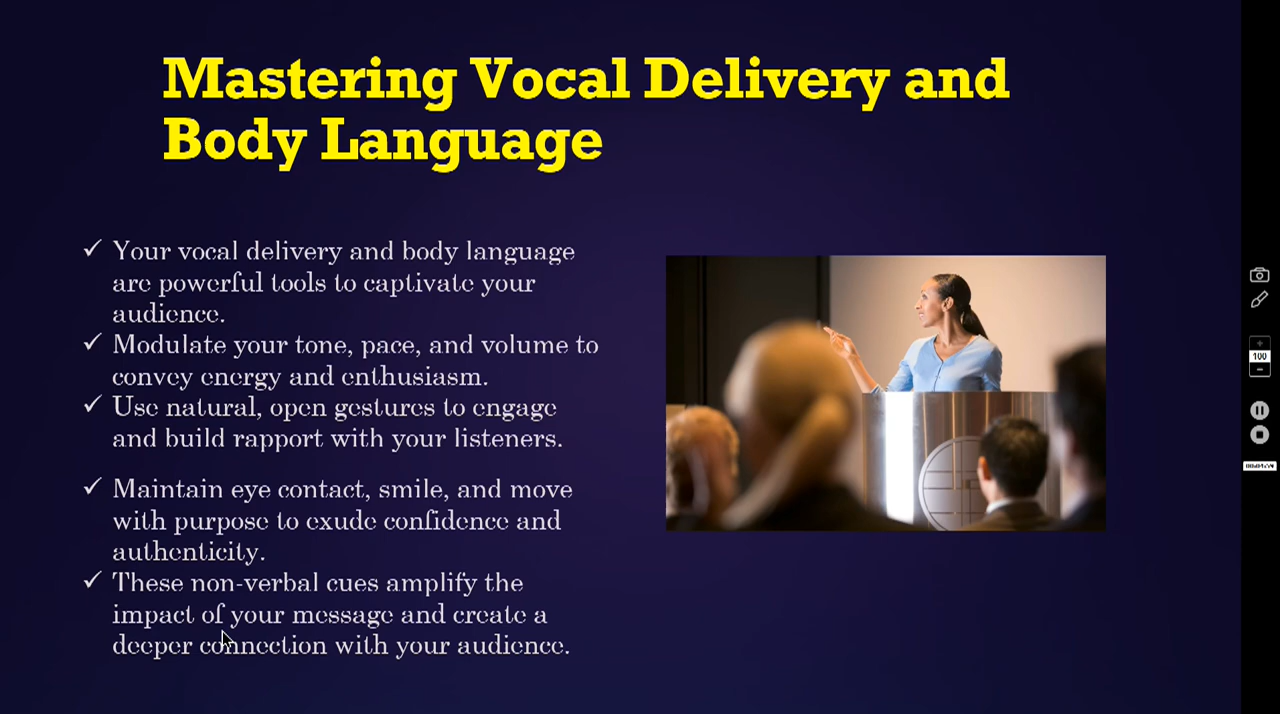 Mastering Vocal Delivery and
Body Language
✓ Your vocal delivery and body language
are powerful tools to captivate your
audience.
✓ Modulate your tone, pace, and volume to
convey energy and enthusiasm.
✓ Use natural, open gestures to engage
and build rapport with your listeners.
✓ Maintain eye contact, smile, and move
with purpose to exude confidence and
authenticity.
✓ These non-verbal cues amplify the
impact of your message and create a
deeper connection with your audience.
100